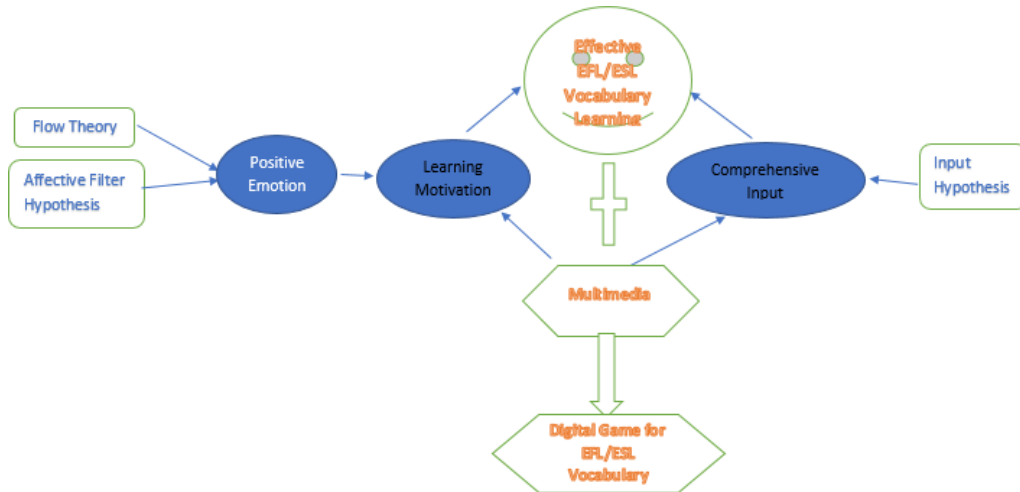 Effective
EFL/ESL
Vocabulary
Learning
Flow Theory
Affective Filter
Hypothesis
Positive
Emotion
Learning
Motivation
Comprehensive
Input
Input
Hypothesis
Multimedia
Digital Game for
EFL/ESL
Vocabulary